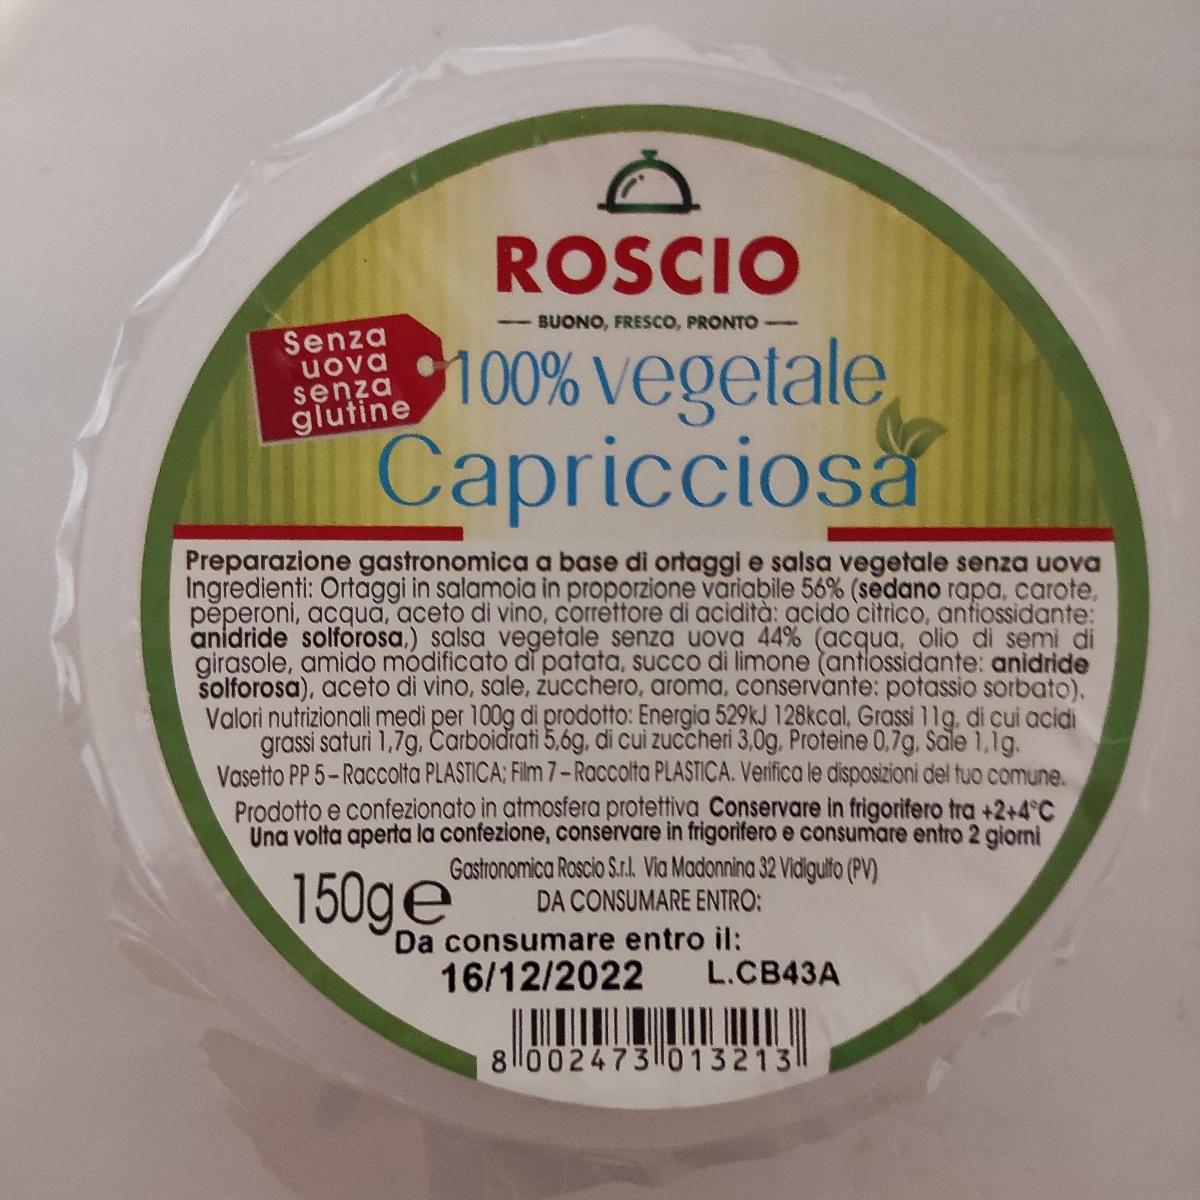 ROSCIO
BUONO, FRESCO, PRONTO
Senza
uova
senza
glutine
100% vegetale
Capricciosa
Preparazione gastronomica a base di ortaggi e salsa vegetale senza uova
Ingredienti: Ortaggi in salamoia in proporzione variabile 56% (sedano rapa, carote,
peperoni, acqua, aceto di vino, correttore di acidità: acido citrico, antiossidante:
anidride solforosa,) salsa vegetale senza uova 44% (acqua, olio di semi di
girasole, amido modificato di patata, succo di limone (antiossidante: anidride
solforosa), aceto di vino, sale, zucchero, aroma, conservante: potassio sorbato).
Valori nutrizionali medi per 100g di prodotto: Energia 529kJ 128kcal, Grassi 11g, di cui acidi
grassi saturi 1,7g, Carboidrati 5,6g, di cui zuccheri 3,0g, Proteine 0,7g, Sale 1,1g.
Vasetto PP 5 – Raccolta PLASTICA; Film 7 – Raccolta PLASTICA. Verifica le disposizioni del tuo comune.
Prodotto e confezionato in atmosfera protettiva Conservare in frigorifero tra +2+4°C
Una volta aperta la confezione, conservare in frigorifero e consumare entro 2 giorni
Gastronomica Roscio S.r.l. Via Madonnina 32 Vidigulfo (PV)
150g e
DA CONSUMARE ENTRO:
Da consumare entro il:
16/12/2022 L.CB43A
8 002473 013213